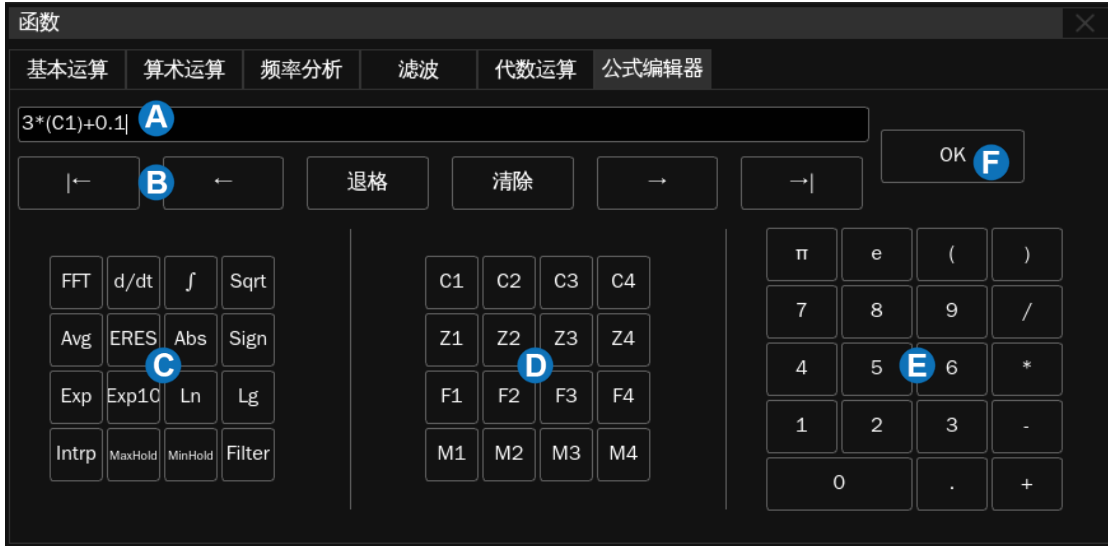 函数
基本运算 算术运算 频率分析 滤波 代数运算 公式编辑器
3*(C1)+0.1 A
OK F
|← B ← 退格 清除 → →|
π e ( )
FFT d/dt ∫ Sqrt C1 C2 C3 C4
7 8 9 /
Avg ERES Abs Sign Z1 Z2 Z3 Z4
C D
4 5 E 6 *
Exp Exp10 Ln Lg F1 F2 F3 F4
1 2 3 -
Intrp MaxHold MinHold Filter M1 M2 M3 M4
0 . +